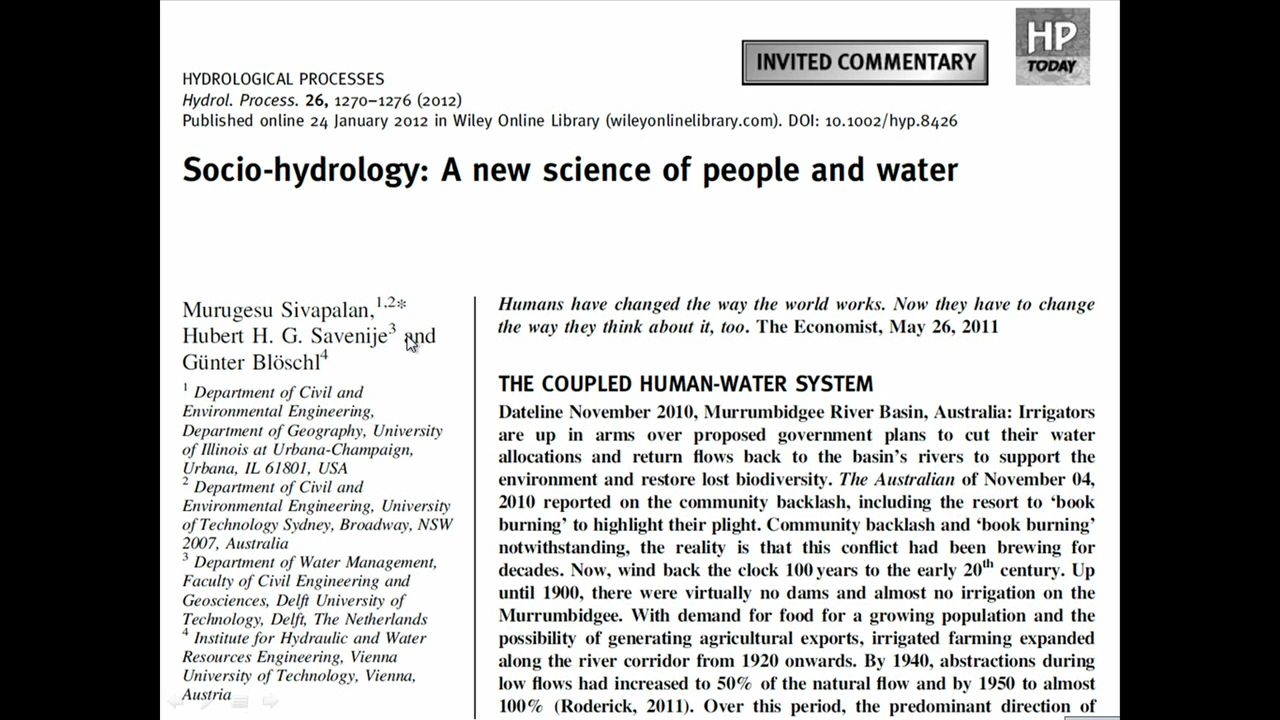 INVITED COMMENTARY
HP
TODAY
HYDROLOGICAL PROCESSES
Hydrol. Process. 26, 1270–1276 (2012)
Published online 24 January 2012 in Wiley Online Library (wileyonlinelibrary.com). DOI: 10.1002/hyp.8426
Socio-hydrology: A new science of people and water
Murugesu Sivapalan,1,2*
Hubert H. G. Savenije3 and
Günter Blöschl4
1 Department of Civil and
Environmental Engineering,
Department of Geography, University
of Illinois at Urbana-Champaign,
Urbana, IL 61801, USA
2 Department of Civil and
Environmental Engineering, University
of Technology Sydney, Broadway, NSW
2007, Australia
3 Department of Water Management,
Faculty of Civil Engineering and
Geosciences, Delft University of
Technology, Delft, The Netherlands
4 Institute for Hydraulic and Water
Resources Engineering, Vienna
University of Technology, Vienna,
Austria
Humans have changed the way the world works. Now they have to change
the way they think about it, too. The Economist, May 26, 2011
THE COUPLED HUMAN-WATER SYSTEM
Dateline November 2010, Murrumbidgee River Basin, Australia: Irrigators
are up in arms over proposed government plans to cut their water
allocations and return flows back to the basin's rivers to support the
environment and restore lost biodiversity. The Australian of November 04,
2010 reported on the community backlash, including the resort to 'book
burning' to highlight their plight. Community backlash and 'book burning'
notwithstanding, the reality is that this conflict had been brewing for
decades. Now, wind back the clock 100 years to the early 20th century. Up
until 1900, there were virtually no dams and almost no irrigation on the
Murrumbidgee. With demand for food for a growing population and the
possibility of generating agricultural exports, irrigated farming expanded
along the river corridor from 1920 onwards. By 1940, abstractions during
low flows had increased to 50% of the natural flow and by 1950 to almost
100% (Roderick, 2011). Over this period, the predominant direction of